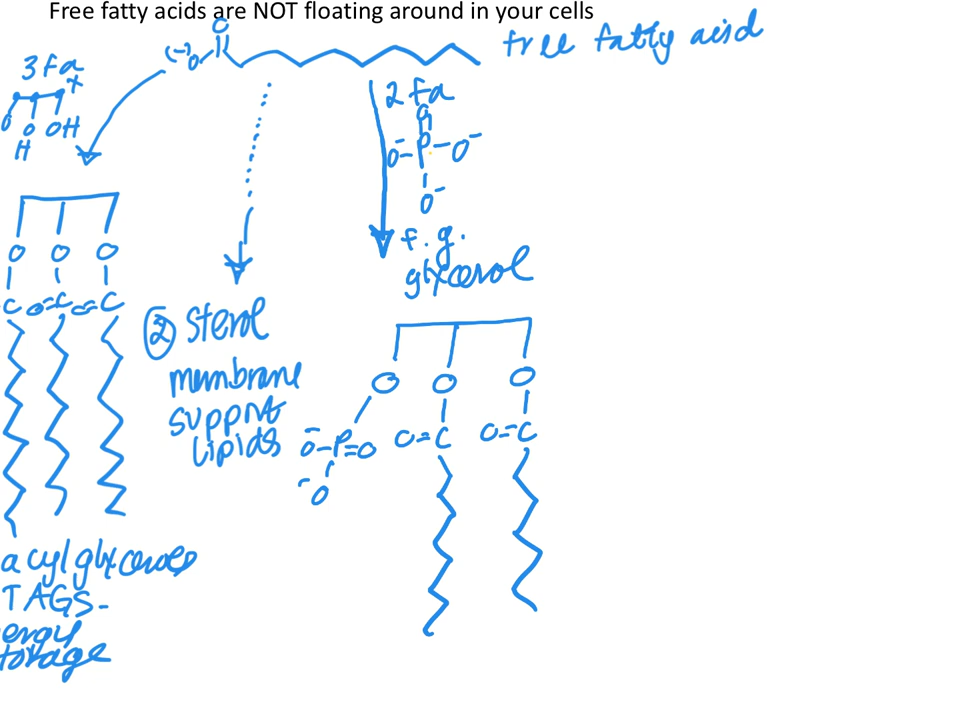 Free fatty acids are NOT floating around in your cells
free fatty acid
O
(-)O
3 Fa
+
O O OH
H
2 Fa
O
O⁻-P-O⁻
O⁻
f.g.
glycerol
O O O
C O=C O=C
② sterol
membrane
support
lipids
O O O
O⁻-P=O O=C O=C
⁻O
acylglycerols
TAGS-
energy
storage